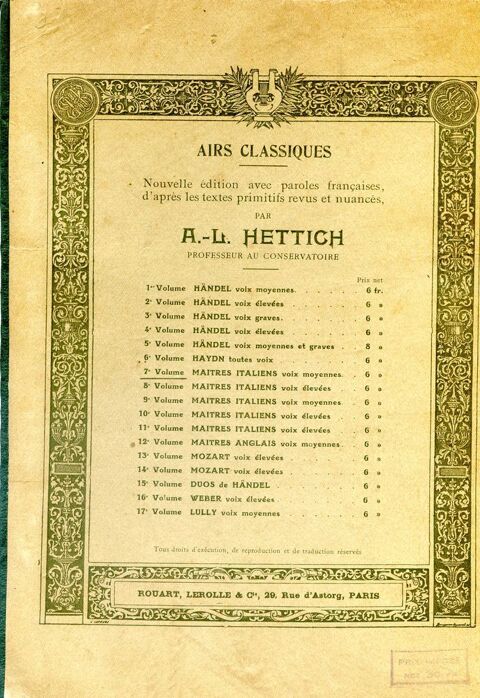 AIRS CLASSIQUES
Nouvelle édition avec paroles françaises,
d'après les textes primitifs revus et nuancés,
PAR
A.-L. HETTICH
PROFESSEUR AU CONSERVATOIRE
Prix net
1er Volume HÄNDEL voix moyennes. . . . . . . 6 fr.
2e Volume HÄNDEL voix élevées . . . . . . . 6 »
3e Volume HÄNDEL voix graves. . . . . . . . 6 »
4e Volume HÄNDEL voix élevées . . . . . . . 6 »
5e Volume HÄNDEL voix moyennes et graves . . 8 »
6e Volume HAYDN toutes voix . . . . . . . 6 »
7e Volume MAITRES ITALIENS voix moyennes. . 6 »
8e Volume MAITRES ITALIENS voix élevées . . 6 »
9e Volume MAITRES ITALIENS voix moyennes. . 6 »
10e Volume MAITRES ITALIENS voix élevées . . 6 »
11e Volume MAITRES ITALIENS voix élevées . . 6 »
12e Volume MAITRES ANGLAIS voix moyennes. . 6 »
13e Volume MOZART voix élevées . . . . . . 6 »
14e Volume MOZART voix élevées . . . . . . 6 »
15e Volume DUOS de HÄNDEL . . . . . . . 6 »
16e Volume WEBER voix élevées . . . . . . . 6 »
17e Volume LULLY voix moyennes . . . . . . 6 »
Tous droits d'exécution, de reproduction et de traduction réservés
ROUART, LEROLLE & Cie, 29, Rue d'Astorg, PARIS